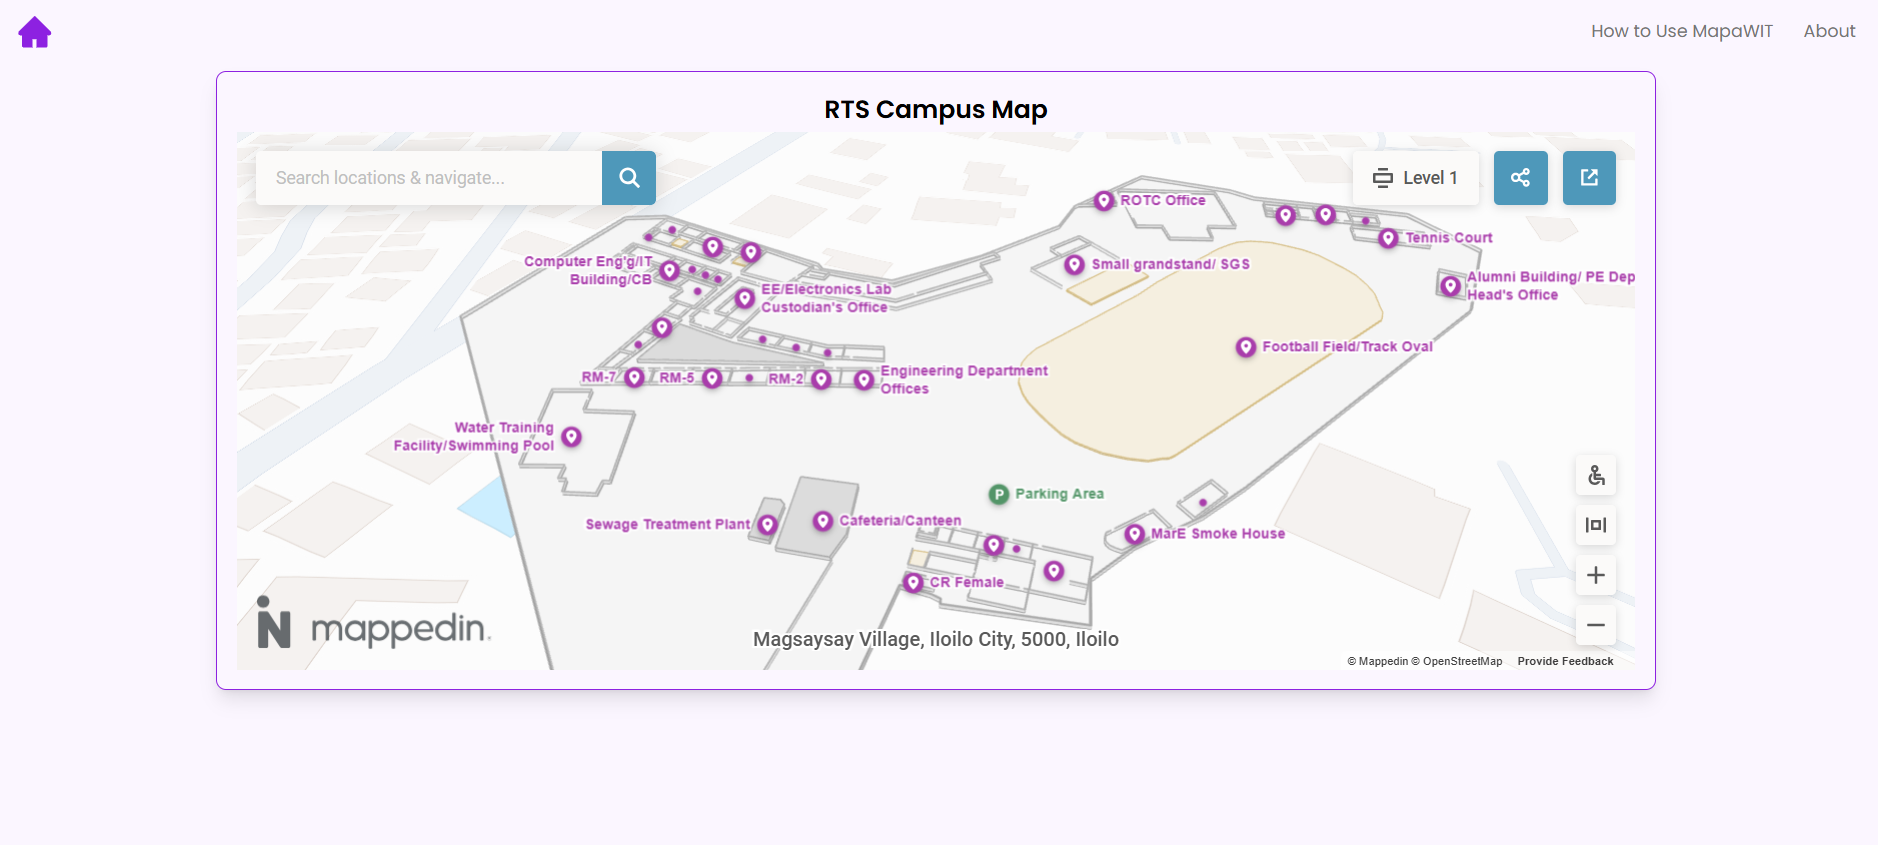 How to Use MapaWIT
About
RTS Campus Map
Search locations & navigate...
Level 1
ROTC Office
Tennis Court
Computer Eng'g/IT
Building/CB
Small grandstand/ SGS
Alumni Building/ PE Dep
Head's Office
EE/Electronics Lab
Custodian's Office
Football Field/Track Oval
RM-7
RM-5
RM-2
Engineering Department
Offices
Water Training
Facility/Swimming Pool
P
Parking Area
Sewage Treatment Plant
Cafeteria/Canteen
MarE Smoke House
CR Female
mappedin.
Magsaysay Village, Iloilo City, 5000, Iloilo
© Mappedin © OpenStreetMap
Provide Feedback